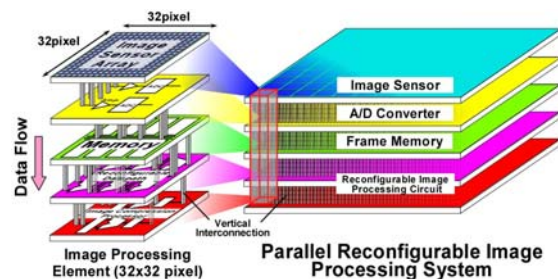 32pixel
32pixel
Image
Sensor
Array
Memory
Data Flow
Image Sensor
A/D Converter
Frame Memory
Reconfigurable Image
Processing Circuit
Vertical
Interconnection
Image Processing
Element (32x32 pixel)
Parallel Reconfigurable Image
Processing System